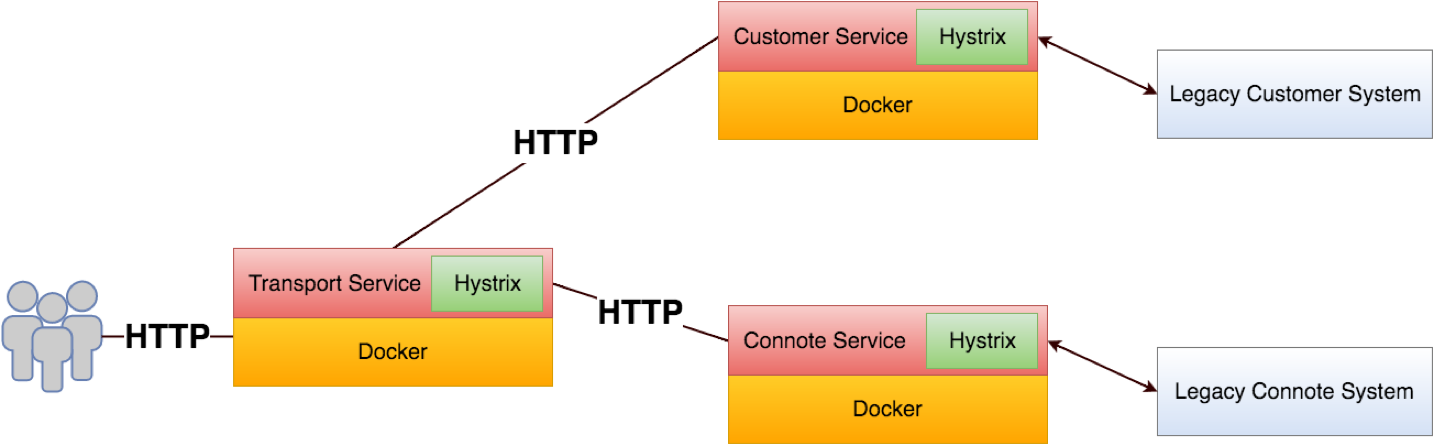 Customer Service
Hystrix
Docker
Legacy Customer System
HTTP
Transport Service
Hystrix
Docker
HTTP
HTTP
Connote Service
Hystrix
Docker
Legacy Connote System